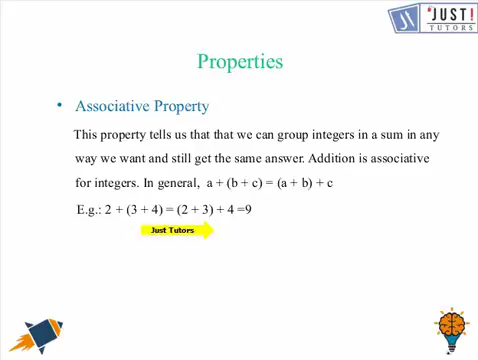 JI "JUST!
TUTORS
Properties
• Associative Property
This property tells us that that we can group integers in a sum in any
way we want and still get the same answer. Addition is associative
for integers. In general, a + (b + c) = (a + b) + c
E.g.: 2 + (3 + 4) = (2 + 3) + 4 =9
Just Tutors